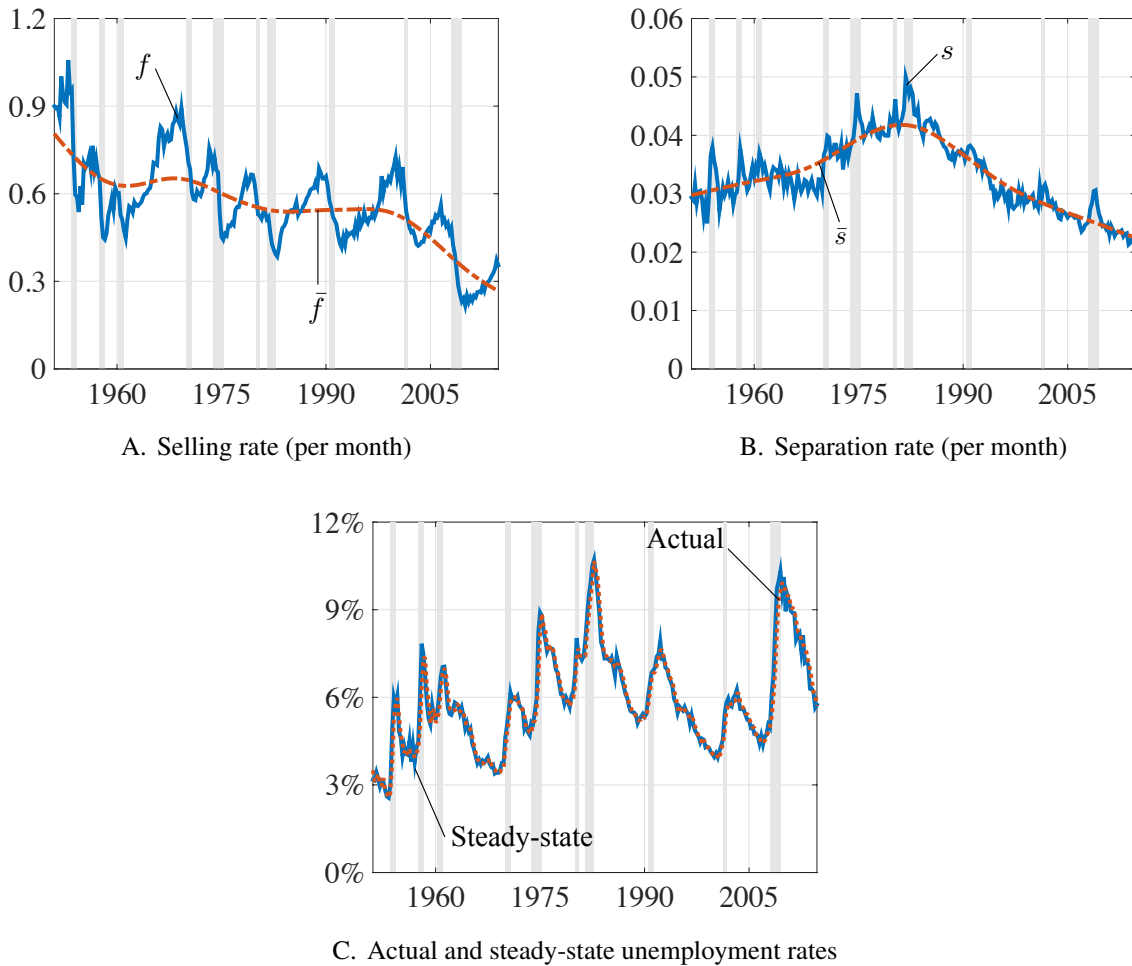 1.2
0.9
0.6
0.3
0
f
f̄
1960 1975 1990 2005
A. Selling rate (per month)
0.06
0.05
0.04
0.03
0.02
0.01
0
s
s̄
1960 1975 1990 2005
B. Separation rate (per month)
12%
9%
6%
3%
0%
Actual
Steady-state
1960 1975 1990 2005
C. Actual and steady-state unemployment rates